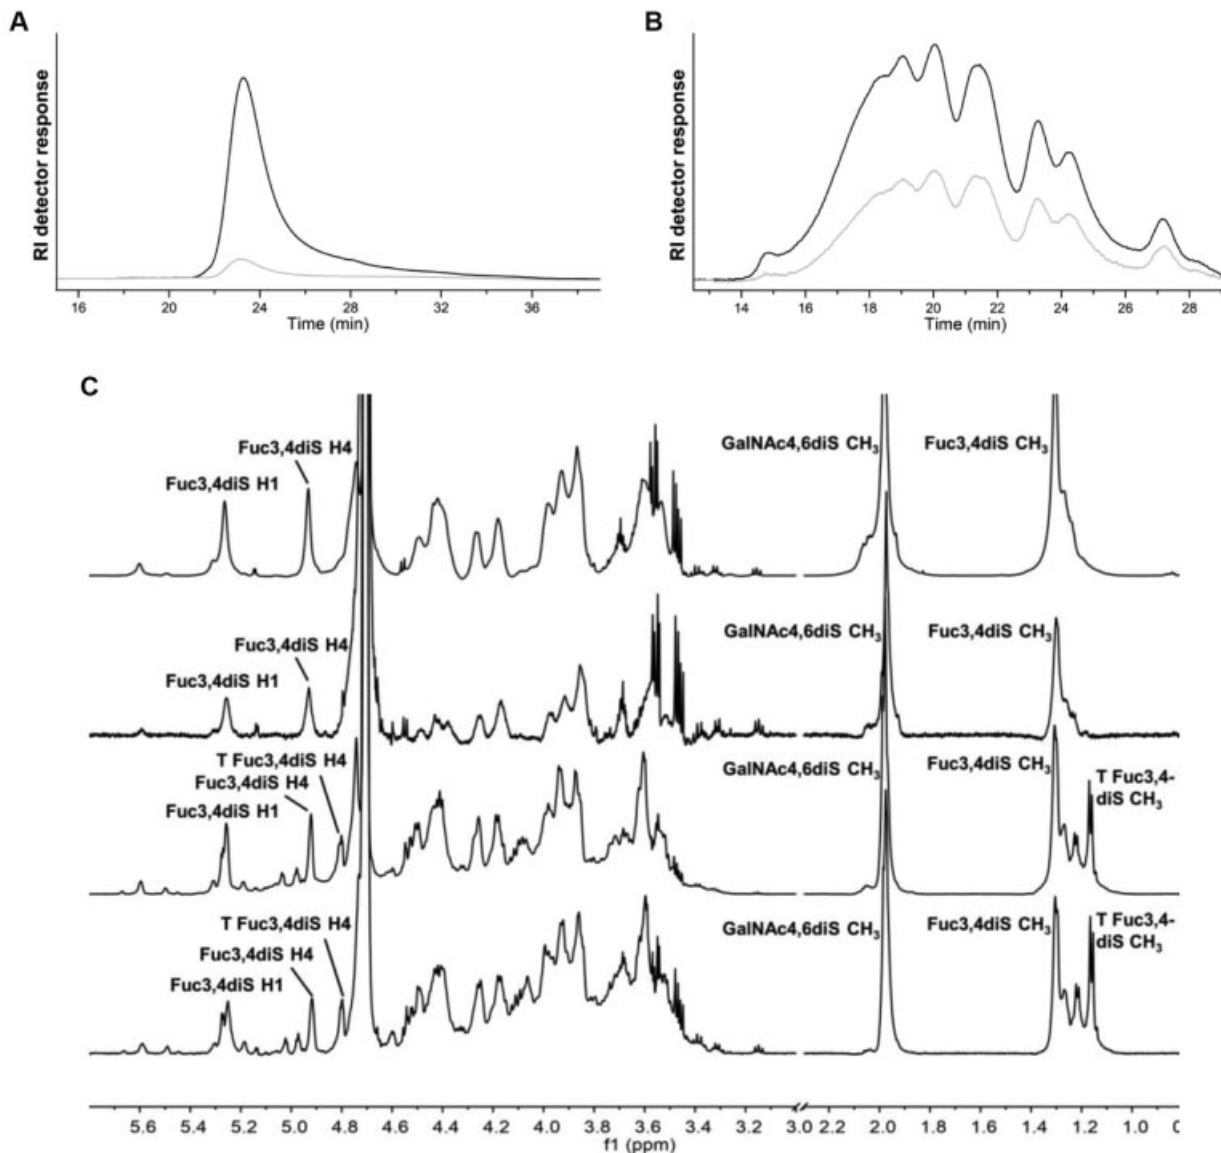 A
RI detector response
16 20 24 28 32 36
Time (min)
B
RI detector response
14 16 18 20 22 24 26 28
Time (min)
C
Fuc3,4diS H4
Fuc3,4diS H1
GalNAc4,6diS CH3
Fuc3,4diS CH3
Fuc3,4diS H4
Fuc3,4diS H1
GalNAc4,6diS CH3
Fuc3,4diS CH3
T Fuc3,4diS H4
Fuc3,4diS H4
Fuc3,4diS H1
GalNAc4,6diS CH3
Fuc3,4diS CH3
T Fuc3,4-
diS CH3
T Fuc3,4diS H4
Fuc3,4diS H4
Fuc3,4diS H1
GalNAc4,6diS CH3
Fuc3,4diS CH3
T Fuc3,4-
diS CH3
5.6 5.4 5.2 5.0 4.8 4.6 4.4 4.2 4.0 3.8 3.6 3.4 3.2 3.0 2.2 2.0 1.8 1.6 1.4 1.2 1.0
f1 (ppm)